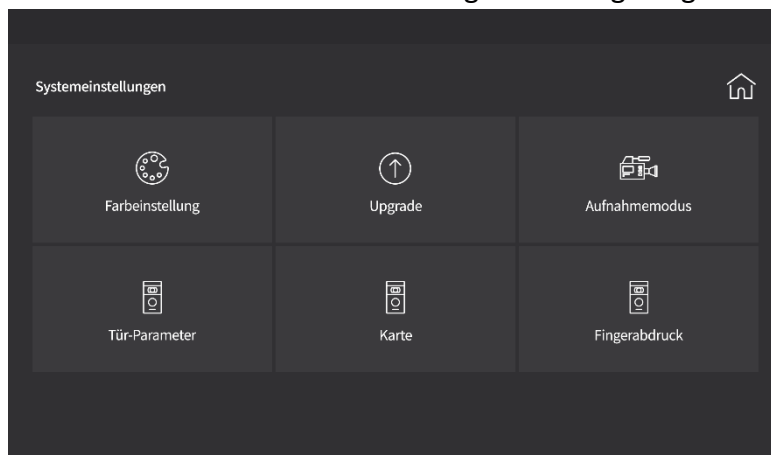 Systemeinstellungen
Farbeinstellung
Upgrade
Aufnahmemodus
Tür-Parameter
Karte
Fingerabdruck